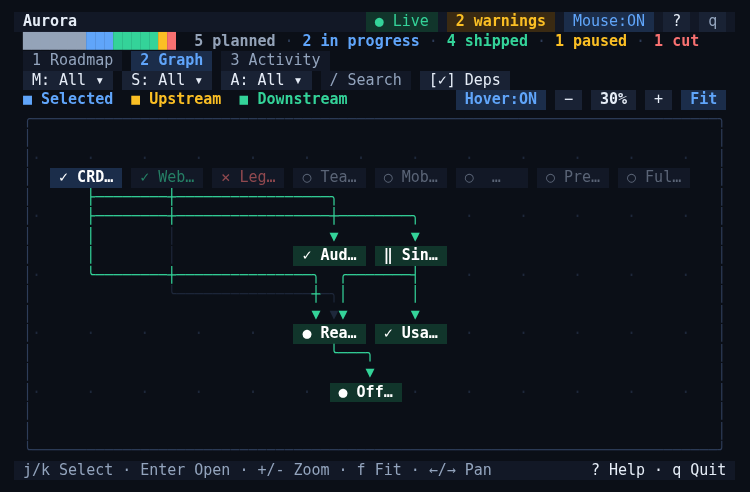 Aurora ● Live 2 warnings Mouse:ON ? q
5 planned · 2 in progress · 4 shipped · 1 paused · 1 cut
1 Roadmap 2 Graph 3 Activity
M: All ▾ S: All ▾ A: All ▾ / Search [✓] Deps
■ Selected ■ Upstream ■ Downstream Hover:ON − 30% + Fit
✓ CRD… ✓ Web… ✕ Leg… ○ Tea… ○ Mob… ○ … ○ Pre… ○ Ful…
✓ Aud… ‖ Sin…
● Rea… ✓ Usa…
● Off…
j/k Select · Enter Open · +/- Zoom · f Fit · ←/→ Pan ? Help · q Quit